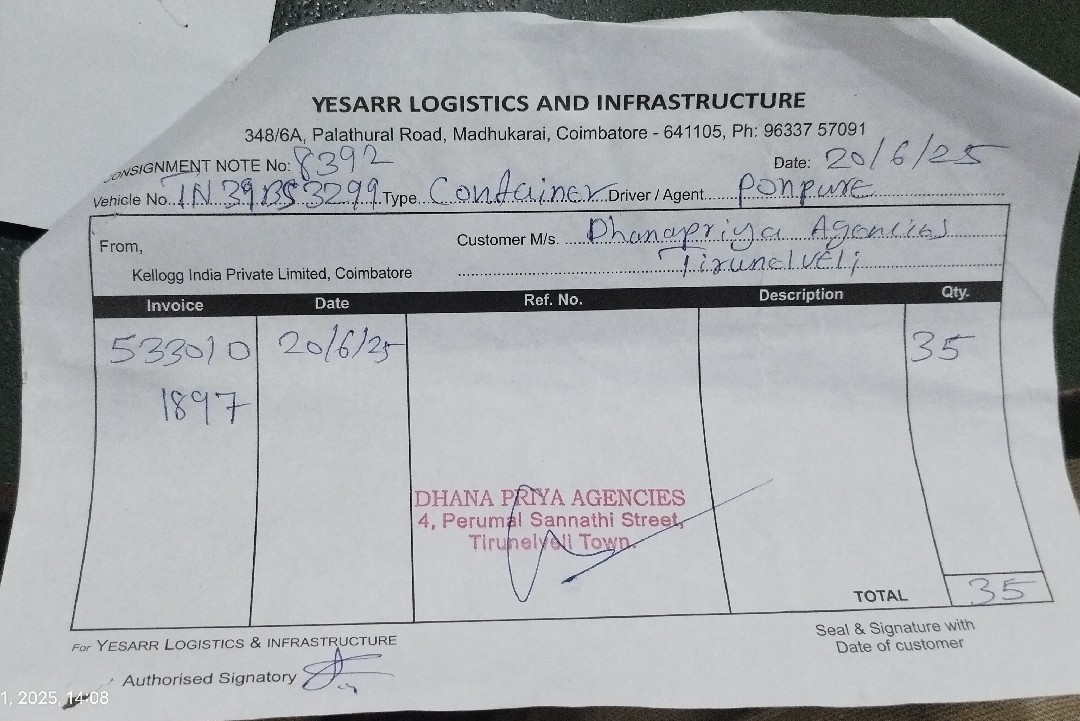 YESARR LOGISTICS AND INFRASTRUCTURE
348/6A, Palathural Road, Madhukarai, Coimbatore - 641105, Ph: 96337 57091
CONSIGNMENT NOTE No: 8392 Date: 20/6/25
Vehicle No. TN 39 BS 3299 Type Container Driver / Agent Ponpure
From, Customer M/s. Dhanapriya Agencies
Kellogg India Private Limited, Coimbatore Tirunelveli
Invoice Date Ref. No. Description Qty.
533010 20/6/25 35
1897
DHANA PRIYA AGENCIES
4, Perumal Sannathi Street,
Tirunelveli Town.
TOTAL 35
For YESARR LOGISTICS & INFRASTRUCTURE Seal & Signature with
Date of customer
Authorised Signatory
1, 2025, 14:08